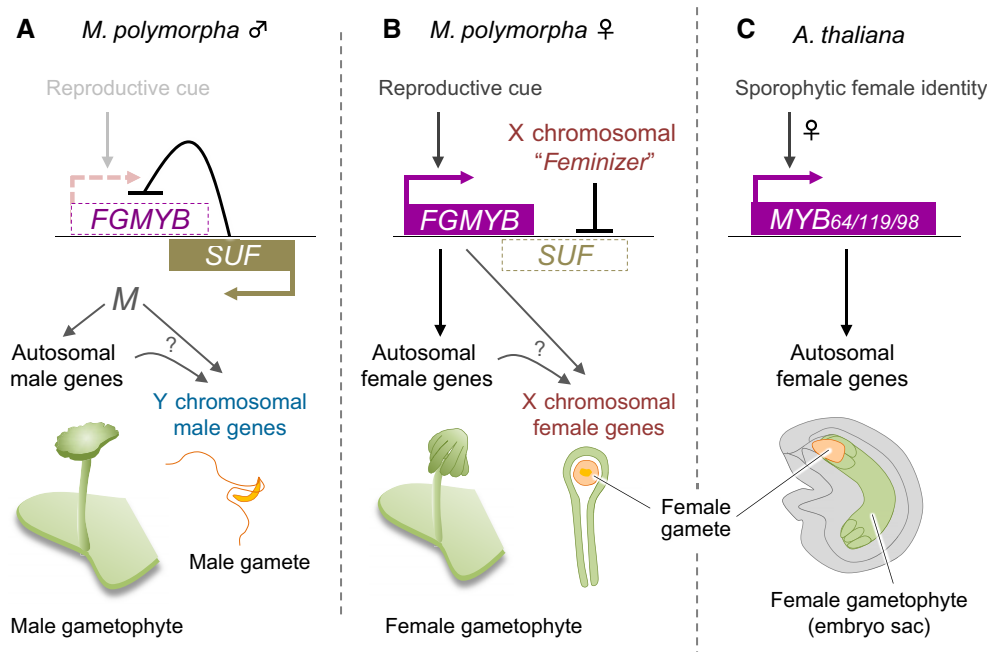 A
M. polymorpha ♂
Reproductive cue
FGMYB
SUF
M
?
Autosomal
male genes
Y chromosomal
male genes
Male gamete
Male gametophyte
B
M. polymorpha ♀
Reproductive cue
X chromosomal
“Feminizer”
FGMYB
SUF
?
Autosomal
female genes
X chromosomal
female genes
Female
gamete
Female gametophyte
C
A. thaliana
Sporophytic female identity
♀
MYB64/119/98
Autosomal
female genes
Female gametophyte
(embryo sac)